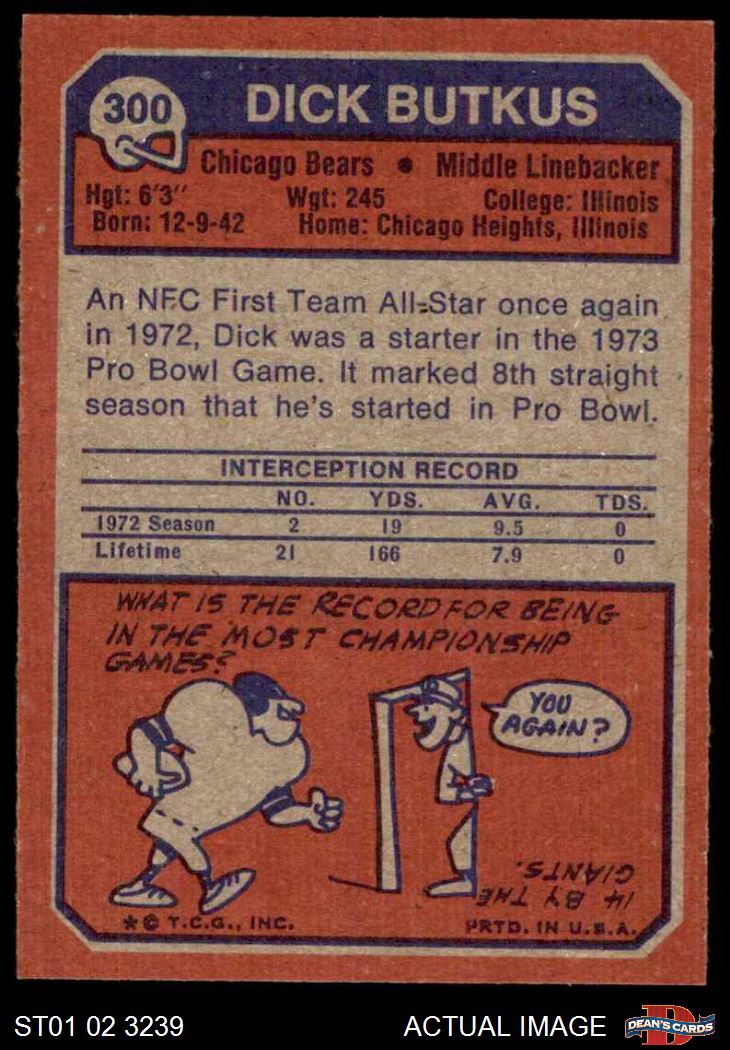 300
DICK BUTKUS
Chicago Bears • Middle Linebacker
Hgt: 6'3" Wgt: 245 College: Illinois
Born: 12-9-42 Home: Chicago Heights, Illinois
An NFC First Team All-Star once again
in 1972, Dick was a starter in the 1973
Pro Bowl Game. It marked 8th straight
season that he's started in Pro Bowl.
INTERCEPTION RECORD
NO. YDS. AVG. TDS.
1972 Season 2 19 9.5 0
Lifetime 21 166 7.9 0
WHAT IS THE RECORD FOR BEING
IN THE MOST CHAMPIONSHIP
GAMES?
YOU
AGAIN?
14 BY THE
GIANTS.
* © T.C.G., INC. PRTD. IN U.S.A.
ST01 02 3239 ACTUAL IMAGE D DEAN'S CARDS